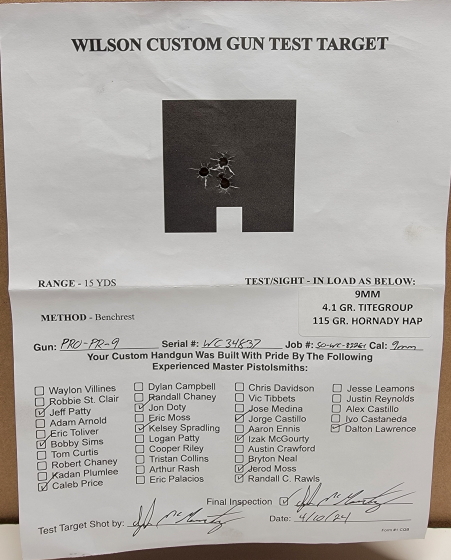 WILSON CUSTOM GUN TEST TARGET
RANGE - 15 YDS
TEST/SIGHT - IN LOAD AS BELOW:
9MM
4.1 GR. TITEGROUP
115 GR. HORNADY HAP
METHOD - Benchrest
Gun: PRO-PR-9 Serial #: WC34837 Job #: Cal: 9mm
Your Custom Handgun Was Built With Pride By The Following
Experienced Master Pistolsmiths:
Waylon Villines
Robbie St. Clair
Jeff Patty
Adam Arnold
Eric Toliver
Bobby Sims
Tom Curtis
Robert Chaney
Kadan Plumlee
Caleb Price
Dylan Campbell
Randall Chaney
Jon Doty
Eric Moss
Kelsey Spradling
Logan Patty
Cooper Riley
Tristan Collins
Arthur Rash
Eric Palacios
Chris Davidson
Vic Tibbets
Jose Medina
Jorge Castillo
Aaron Ennis
Izak McGourty
Austin Crawford
Bryton Neal
Jerod Moss
Randall C. Rawls
Jesse Leamons
Justin Reynolds
Alex Castillo
Ivo Castaneda
Dalton Lawrence
Final Inspection
Test Target Shot by:
Date: 4/10/24